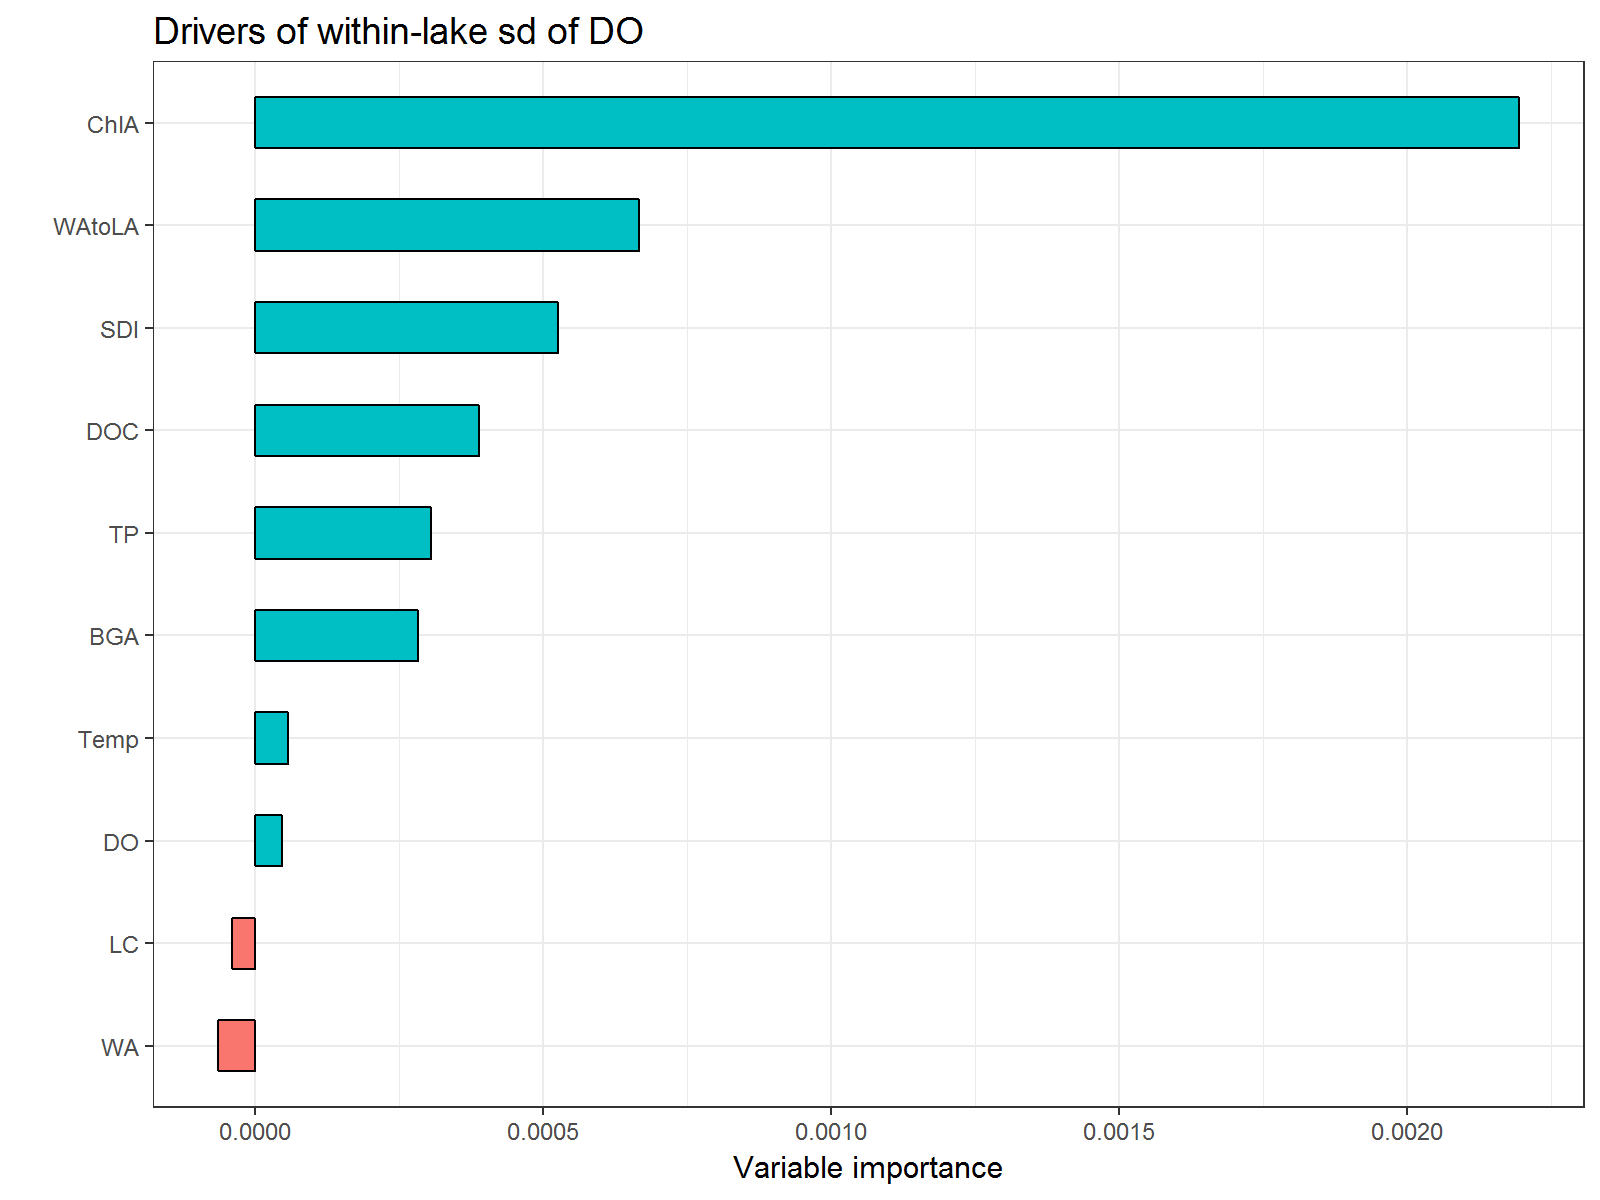 Drivers of within-lake sd of DO
ChlA
WAtoLA
SDI
DOC
TP
BGA
Temp
DO
LC
WA
0.0000 0.0005 0.0010 0.0015 0.0020
Variable importance